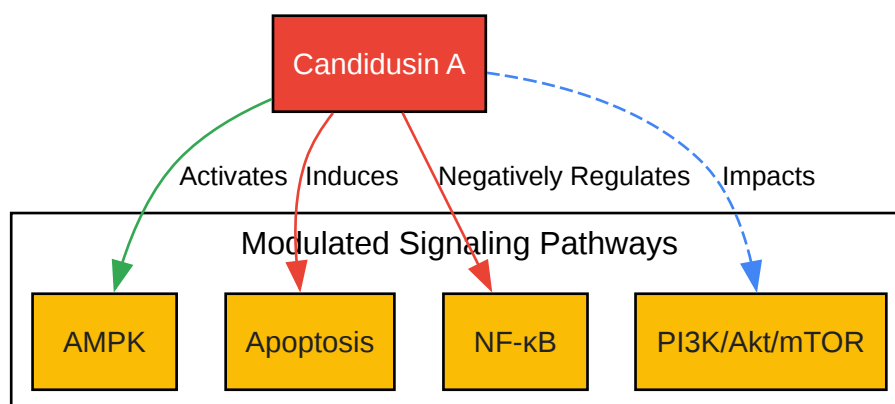 Candidusin A
Activates
Induces
Negatively Regulates
Impacts
Modulated Signaling Pathways
AMPK
Apoptosis
NF-κB
PI3K/Akt/mTOR